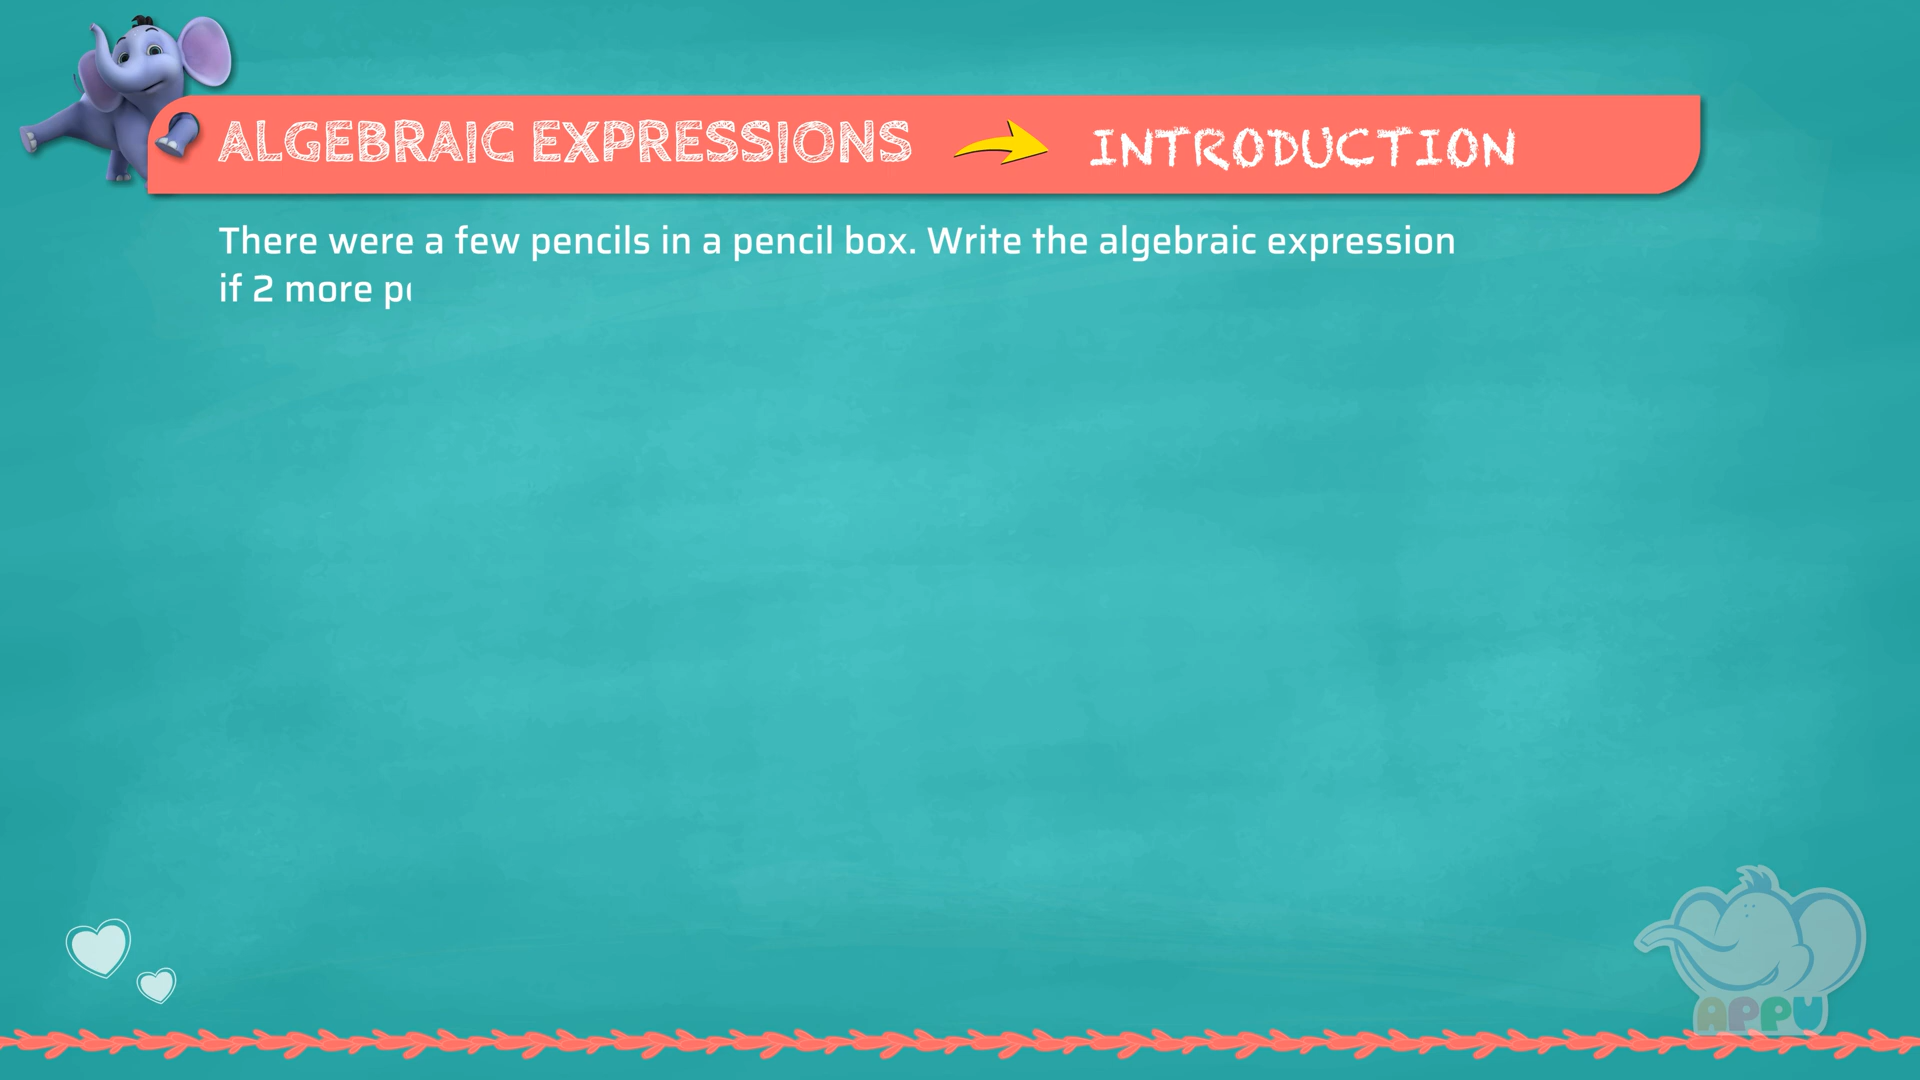 ALGEBRAIC EXPRESSIONS INTRODUCTION
There were a few pencils in a pencil box. Write the algebraic expression
if 2 more
APPU